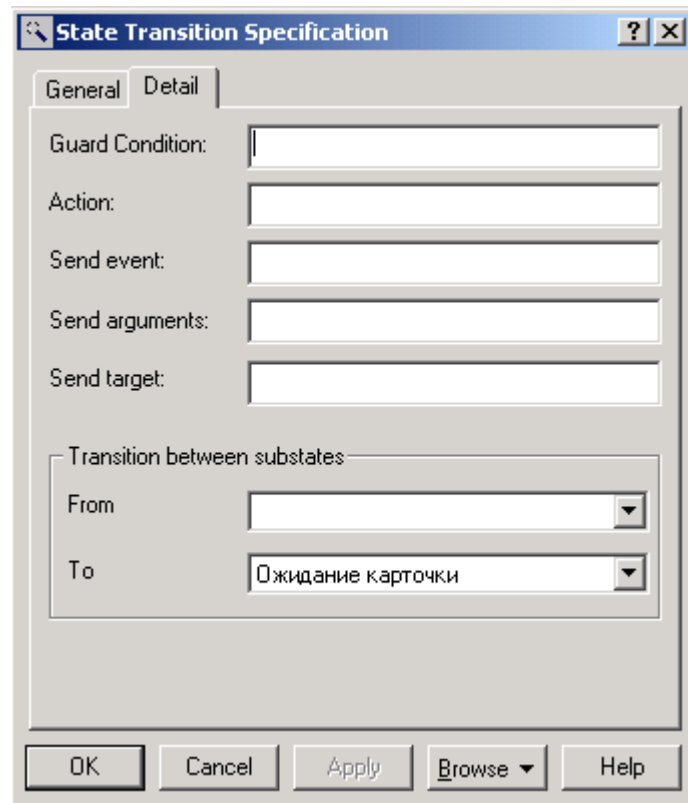 State Transition Specification
General Detail
Guard Condition:
Action:
Send event:
Send arguments:
Send target:
Transition between substates
From
To Ожидание карточки
OK Cancel Apply Browse Help